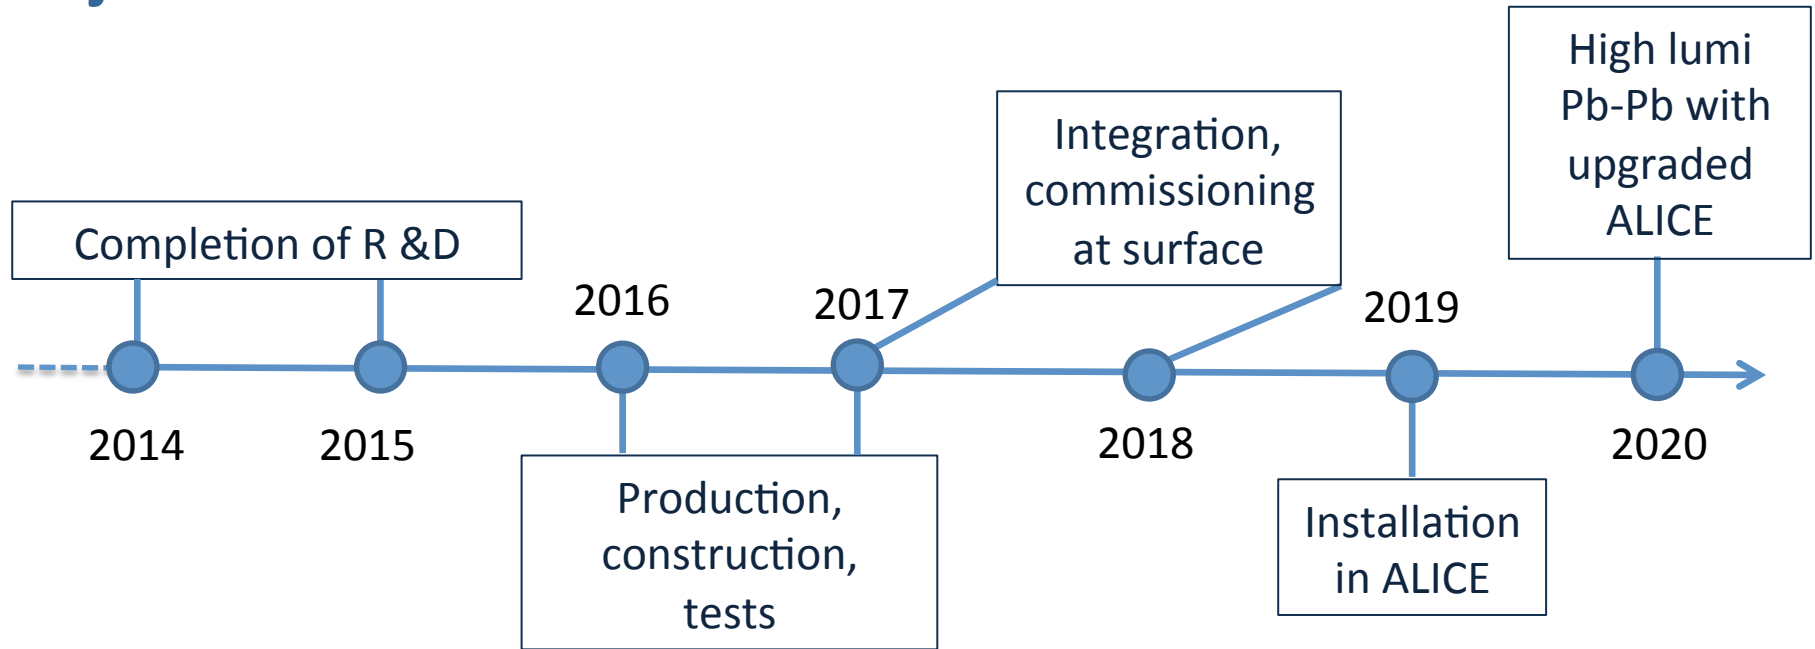 High lumi
Pb-Pb with
upgraded
ALICE
Integration,
commissioning
at surface
Completion of R &D
2016
2017
2019
2014
2015
2018
2020
Production,
construction,
tests
Installation
in ALICE